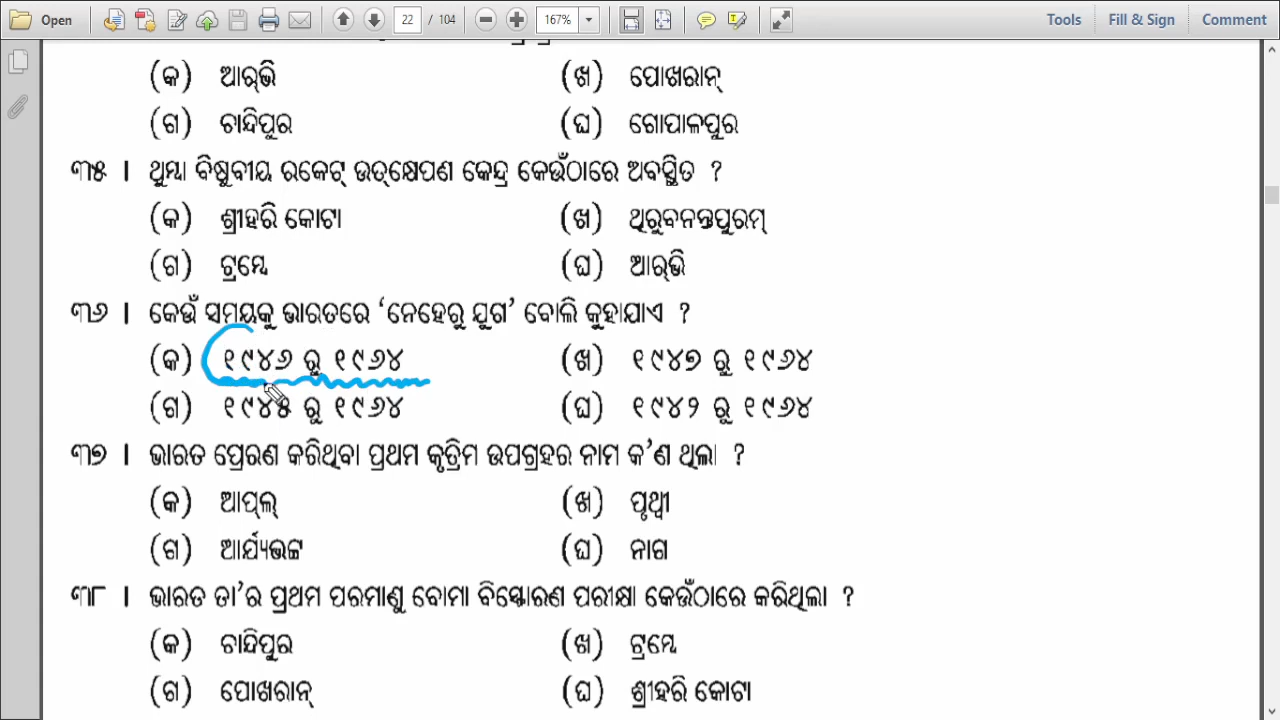 Open 22 / 104 167% Tools Fill & Sign Comment
(କ) ଆର୍‌ଭି (ଖ) ପୋଖରାନ୍
(ଗ) ଚାନ୍ଦିପୁର (ଘ) ଗୋପାଳପୁର
୩୫ । ଥୁମ୍ବା ବିଷୁବୀୟ ରକେଟ୍ ଉତ୍‌କ୍ଷେପଣ କେନ୍ଦ୍ର କେଉଁଠାରେ ଅବସ୍ଥିତ ?
(କ) ଶ୍ରୀହରି କୋଟା (ଖ) ଥିରୁବନନ୍ତପୁରମ୍
(ଗ) ଟ୍ରମ୍ବେ (ଘ) ଆର୍‌ଭି
୩୬ । କେଉଁ ସମୟକୁ ଭାରତରେ ‘ନେହେରୁ ଯୁଗ’ ବୋଲି କୁହାଯାଏ ?
(କ) ୧୯୪୬ ରୁ ୧୯୬୪ (ଖ) ୧୯୪୭ ରୁ ୧୯୬୪
(ଗ) ୧୯୪୫ ରୁ ୧୯୬୪ (ଘ) ୧୯୪୨ ରୁ ୧୯୬୪
୩୭ । ଭାରତ ପ୍ରେରଣ କରିଥିବା ପ୍ରଥମ କୃତ୍ରିମ ଉପଗ୍ରହର ନାମ କ’ଣ ଥିଲା ?
(କ) ଆପ୍‌ଲ୍ (ଖ) ପୃଥ୍ୱୀ
(ଗ) ଆର୍ଯ୍ୟଭଟ୍ଟ (ଘ) ନାଗ
୩୮ । ଭାରତ ତା’ର ପ୍ରଥମ ପରମାଣୁ ବୋମା ବିସ୍ଫୋରଣ ପରୀକ୍ଷା କେଉଁଠାରେ କରିଥିଲା ?
(କ) ଚାନ୍ଦିପୁର (ଖ) ଟ୍ରମ୍ବେ
(ଗ) ପୋଖରାନ୍ (ଘ) ଶ୍ରୀହରି କୋଟା